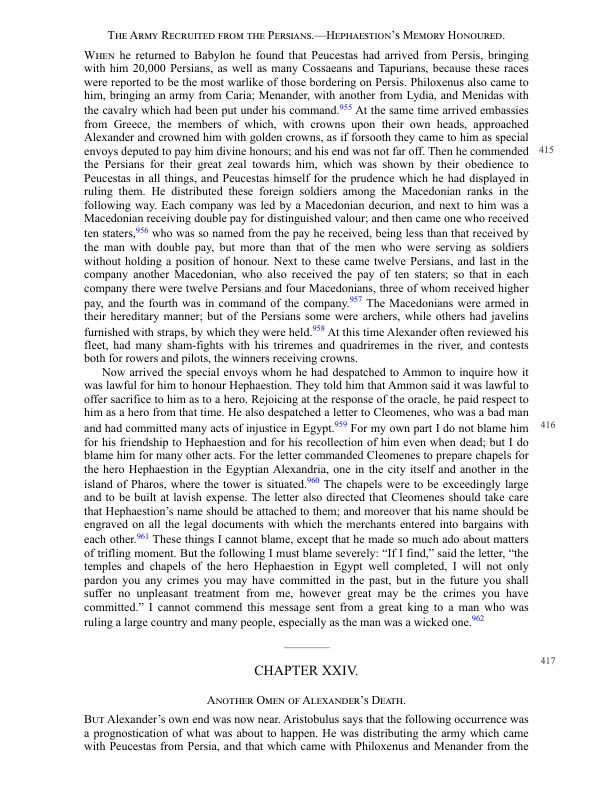 The Army Recruited from the Persians.—Hephaestion's Memory Honoured.
When he returned to Babylon he found that Peucestas had arrived from Persis, bringing
with him 20,000 Persians, as well as many Cossaeans and Tapurians, because these races
were reported to be the most warlike of those bordering on Persis. Philoxenus also came to
him, bringing an army from Caria; Menander, with another from Lydia, and Menidas with
the cavalry which had been put under his command.955 At the same time arrived embassies
from Greece, the members of which, with crowns upon their own heads, approached
Alexander and crowned him with golden crowns, as if forsooth they came to him as special
envoys deputed to pay him divine honours; and his end was not far off. Then he commended 415
the Persians for their great zeal towards him, which was shown by their obedience to
Peucestas in all things, and Peucestas himself for the prudence which he had displayed in
ruling them. He distributed these foreign soldiers among the Macedonian ranks in the
following way. Each company was led by a Macedonian decurion, and next to him was a
Macedonian receiving double pay for distinguished valour; and then came one who received
ten staters,956 who was so named from the pay he received, being less than that received by
the man with double pay, but more than that of the men who were serving as soldiers
without holding a position of honour. Next to these came twelve Persians, and last in the
company another Macedonian, who also received the pay of ten staters; so that in each
company there were twelve Persians and four Macedonians, three of whom received higher
pay, and the fourth was in command of the company.957 The Macedonians were armed in
their hereditary manner; but of the Persians some were archers, while others had javelins
furnished with straps, by which they were held.958 At this time Alexander often reviewed his
fleet, had many sham-fights with his triremes and quadriremes in the river, and contests
both for rowers and pilots, the winners receiving crowns.
Now arrived the special envoys whom he had despatched to Ammon to inquire how it
was lawful for him to honour Hephaestion. They told him that Ammon said it was lawful to
offer sacrifice to him as to a hero. Rejoicing at the response of the oracle, he paid respect to
him as a hero from that time. He also despatched a letter to Cleomenes, who was a bad man
and had committed many acts of injustice in Egypt.959 For my own part I do not blame him 416
for his friendship to Hephaestion and for his recollection of him even when dead; but I do
blame him for many other acts. For the letter commanded Cleomenes to prepare chapels for
the hero Hephaestion in the Egyptian Alexandria, one in the city itself and another in the
island of Pharos, where the tower is situated.960 The chapels were to be exceedingly large
and to be built at lavish expense. The letter also directed that Cleomenes should take care
that Hephaestion's name should be attached to them; and moreover that his name should be
engraved on all the legal documents with which the merchants entered into bargains with
each other.961 These things I cannot blame, except that he made so much ado about matters
of trifling moment. But the following I must blame severely: “If I find,” said the letter, “the
temples and chapels of the hero Hephaestion in Egypt well completed, I will not only
pardon you any crimes you may have committed in the past, but in the future you shall
suffer no unpleasant treatment from me, however great may be the crimes you have
committed.” I cannot commend this message sent from a great king to a man who was
ruling a large country and many people, especially as the man was a wicked one.962
417
CHAPTER XXIV.
Another Omen of Alexander's Death.
But Alexander's own end was now near. Aristobulus says that the following occurrence was
a prognostication of what was about to happen. He was distributing the army which came
with Peucestas from Persia, and that which came with Philoxenus and Menander from the